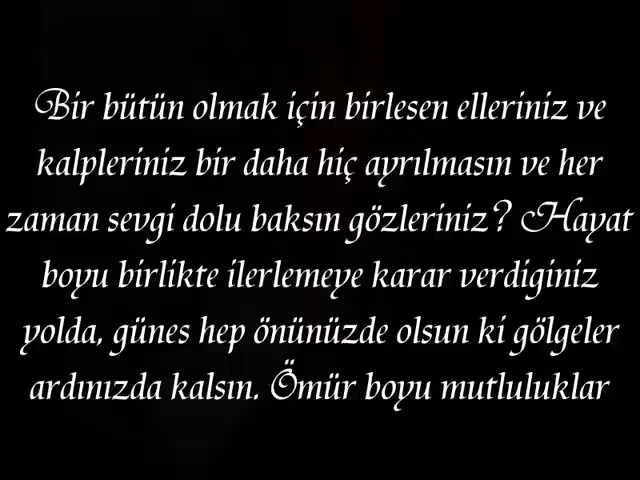 Bir bütün olmak için birlesen elleriniz ve
kalpleriniz bir daha hiç ayrılmasın ve her
zaman sevgi dolu baksın gözleriniz? Hayat
boyu birlikte ilerlemeye karar verdiginiz
yolda, günes hep önünüzde olsun ki gölgeler
ardınızda kalsın. Ömür boyu mutluluklar